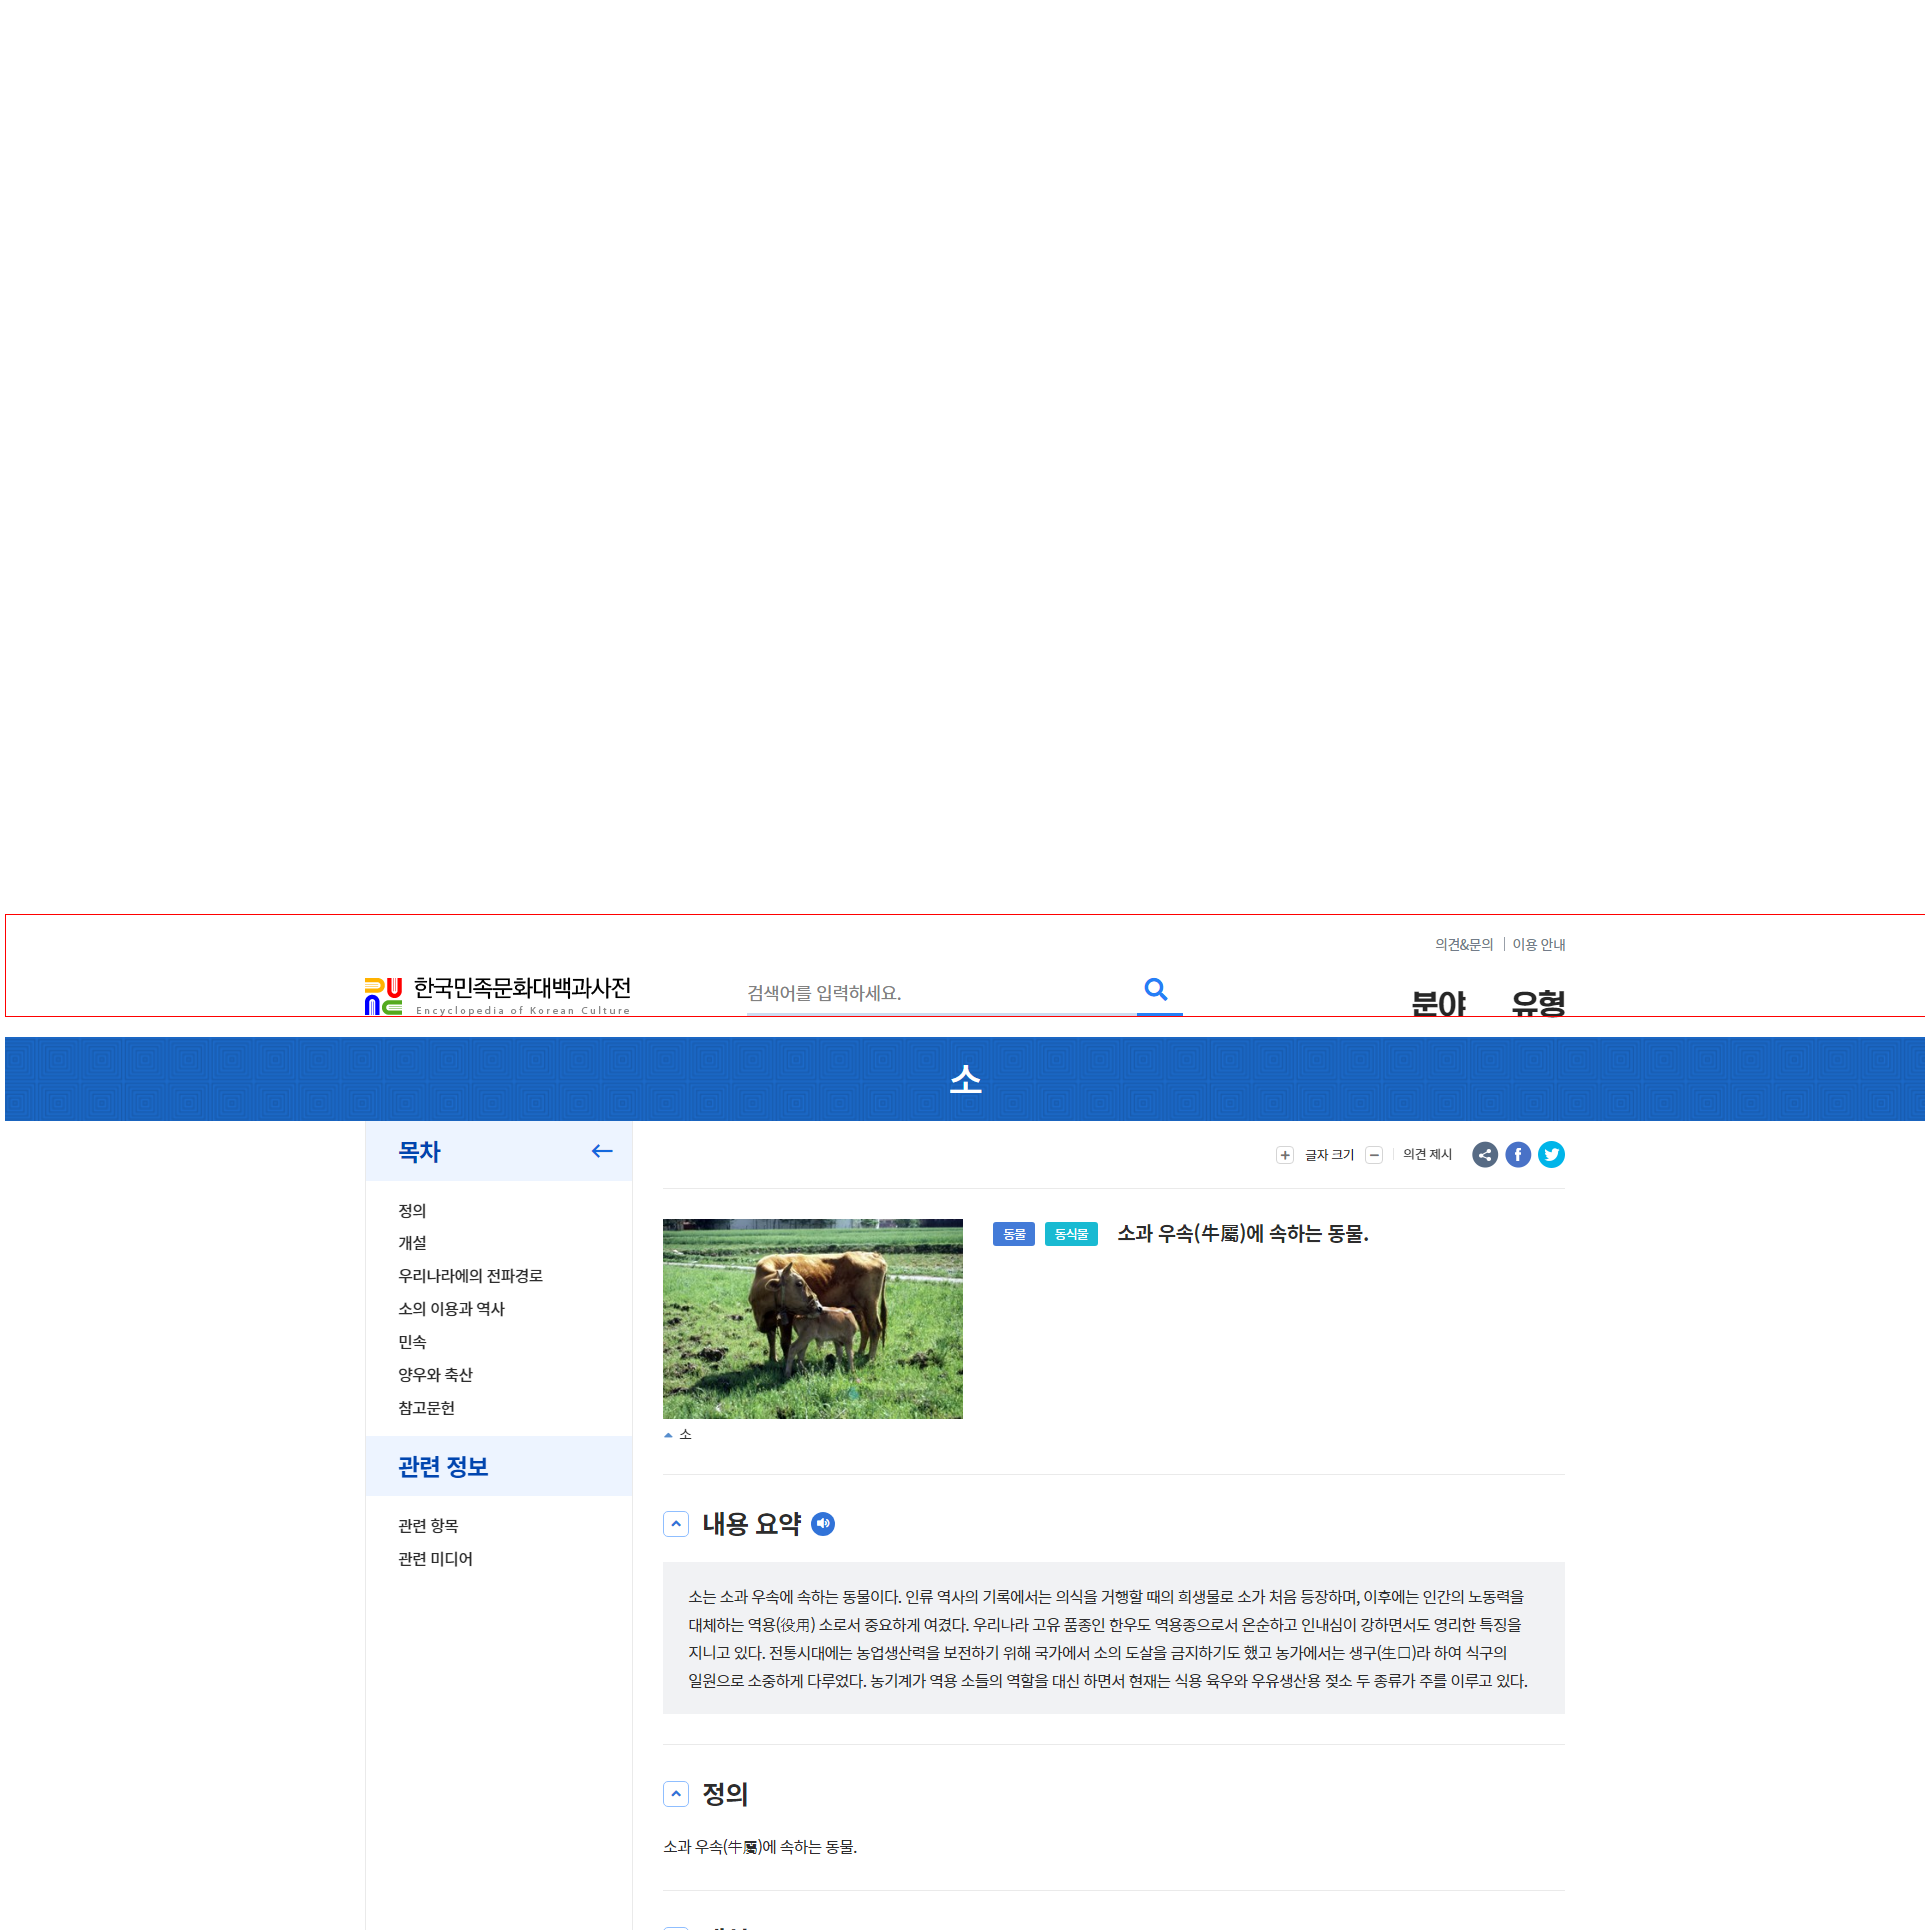 의견&문의 이용 안내
한국민족문화대백과사전
Encyclopedia of Korean Culture
검색어를 입력하세요.
분야 유형
소
목차
정의
개설
우리나라에의 전파경로
소의 이용과 역사
민속
양우와 축산
참고문헌
관련 정보
관련 항목
관련 미디어
글자 크기 의견 제시
동물 동식물 소과 우속(牛屬)에 속하는 동물.
소
내용 요약
소는 소과 우속에 속하는 동물이다. 인류 역사의 기록에서는 의식을 거행할 때의 희생물로 소가 처음 등장하며, 이후에는 인간의 노동력을
대체하는 역용(役用) 소로서 중요하게 여겼다. 우리나라 고유 품종인 한우도 역용종으로서 온순하고 인내심이 강하면서도 영리한 특징을
지니고 있다. 전통시대에는 농업생산력을 보전하기 위해 국가에서 소의 도살을 금지하기도 했고 농가에서는 생구(生口)라 하여 식구의
일원으로 소중하게 다루었다. 농기계가 역용 소들의 역할을 대신 하면서 현재는 식용 육우와 우유생산용 젖소 두 종류가 주를 이루고 있다.
정의
소과 우속(牛屬)에 속하는 동물.